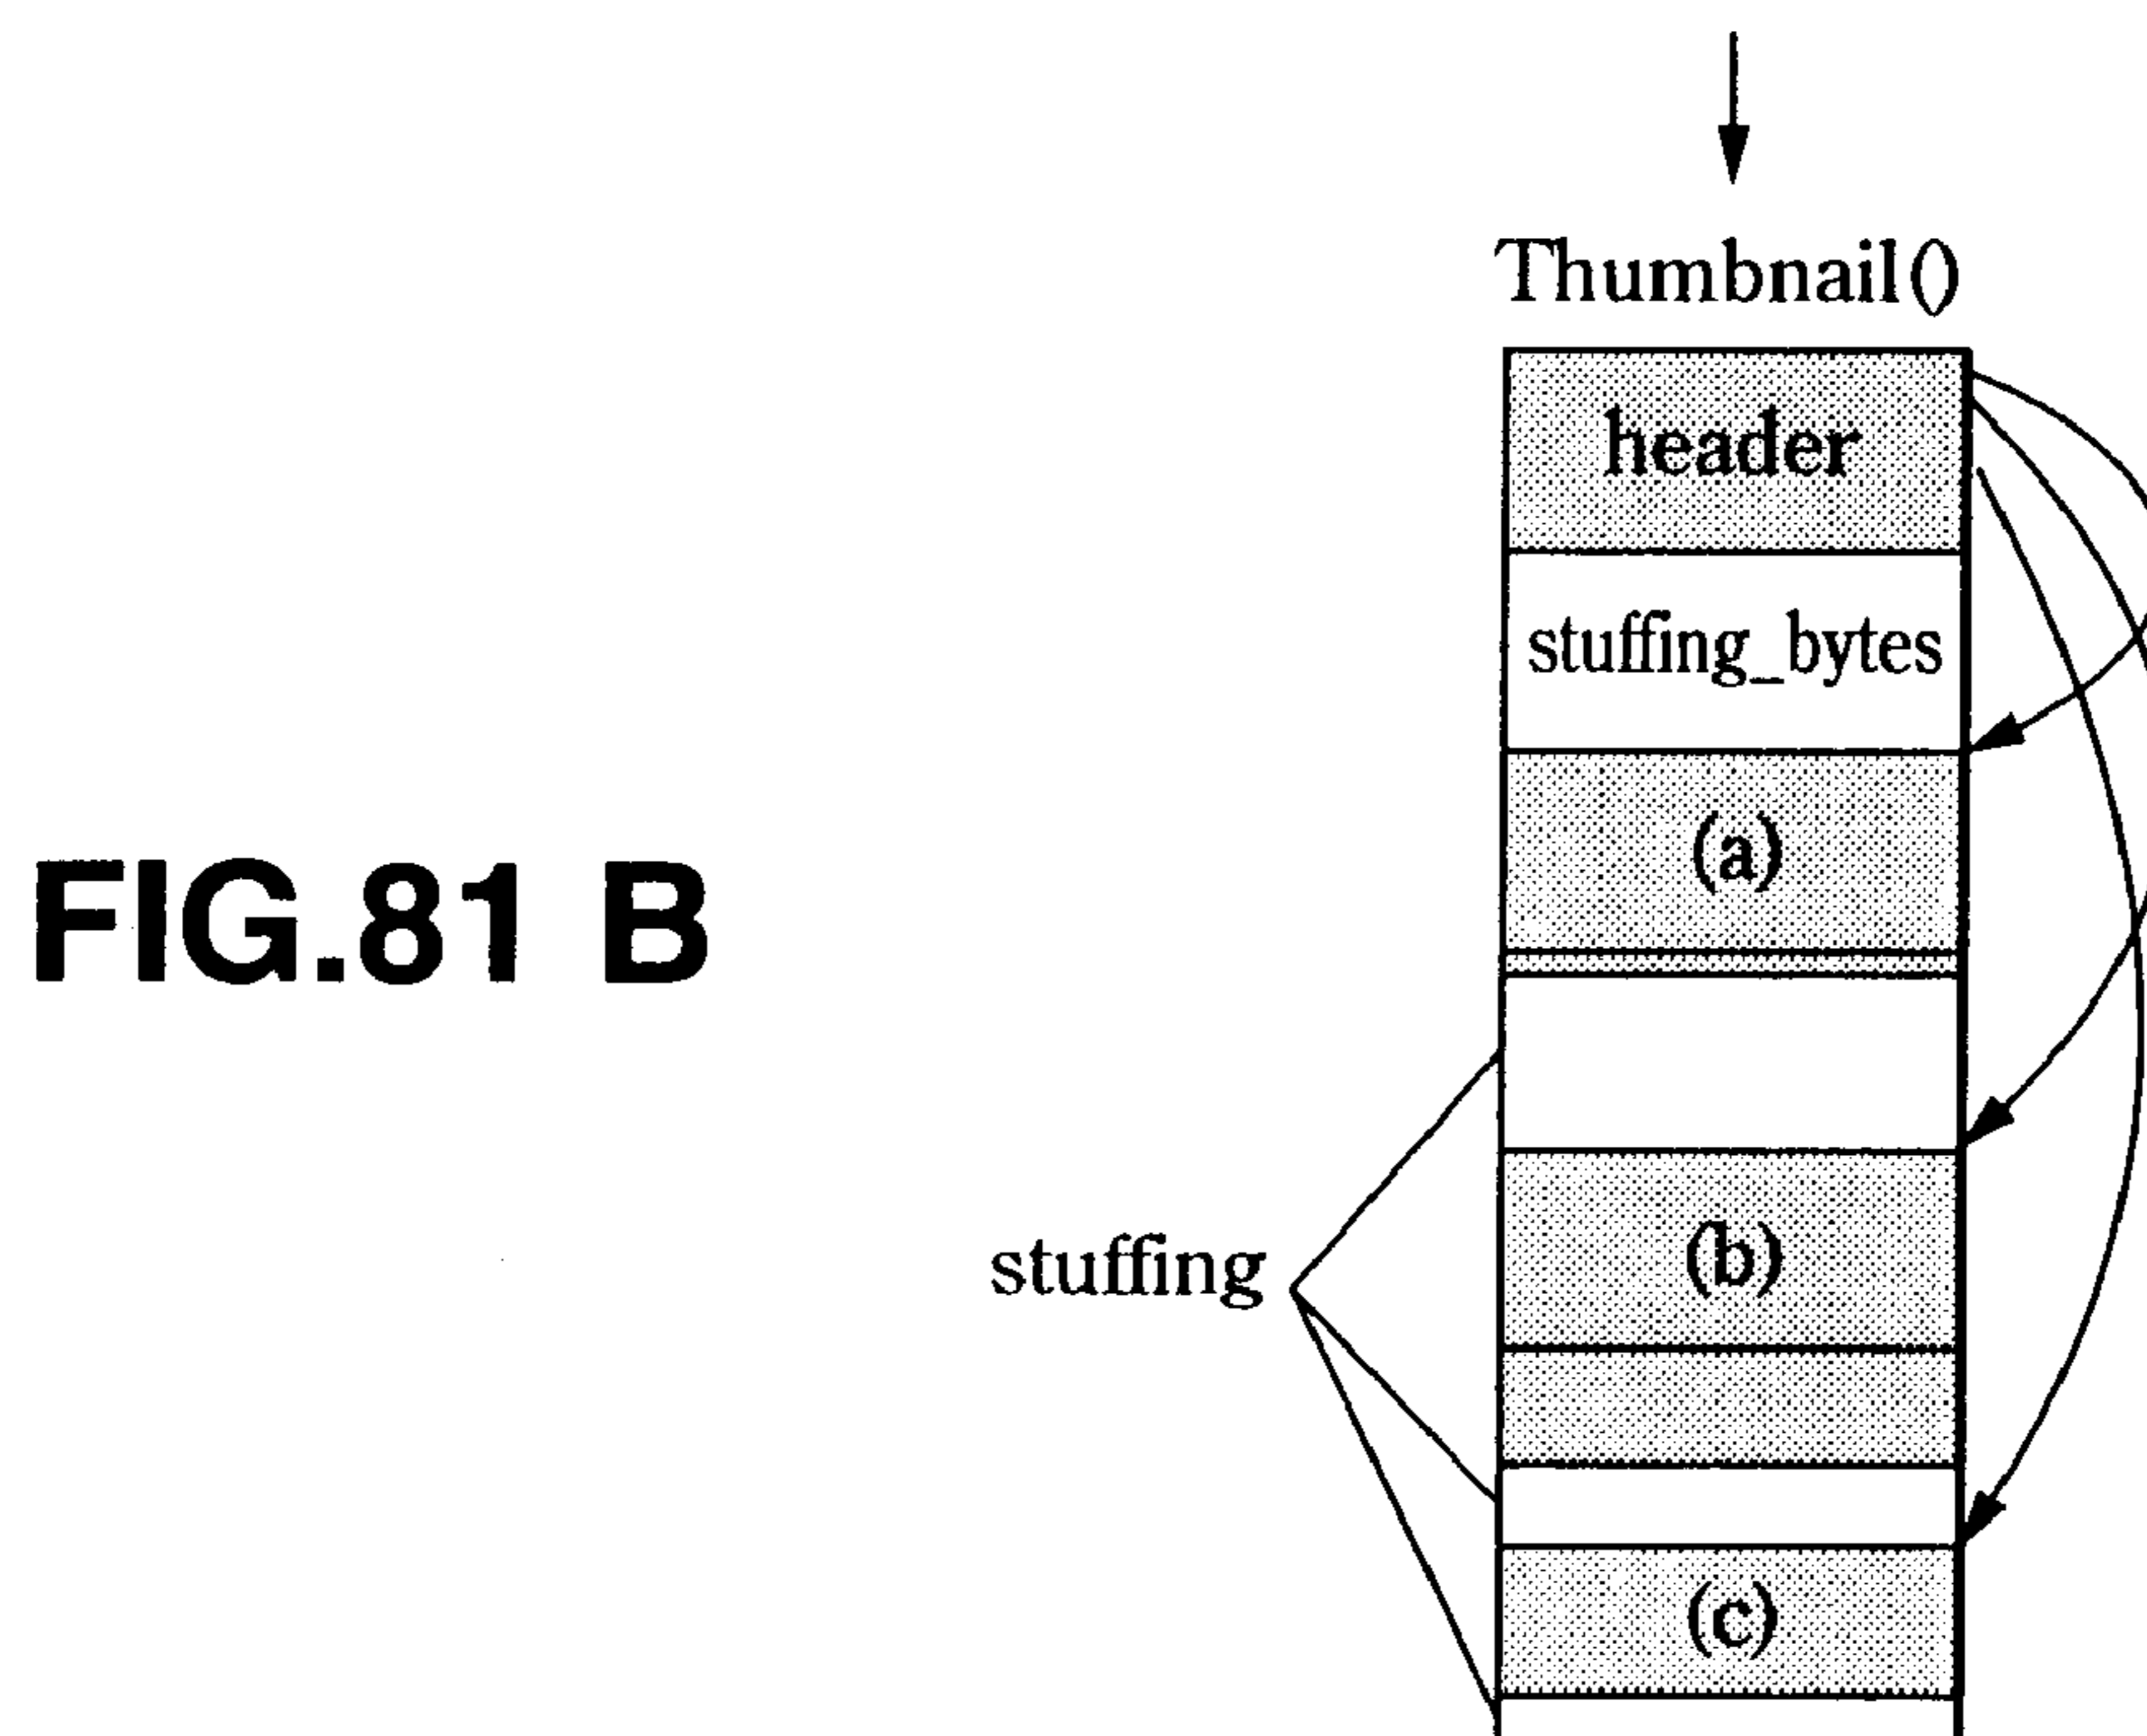 Thumbnail()
header
stuffing_bytes
(a)
FIG.81 B
(b)
stuffing
(c)